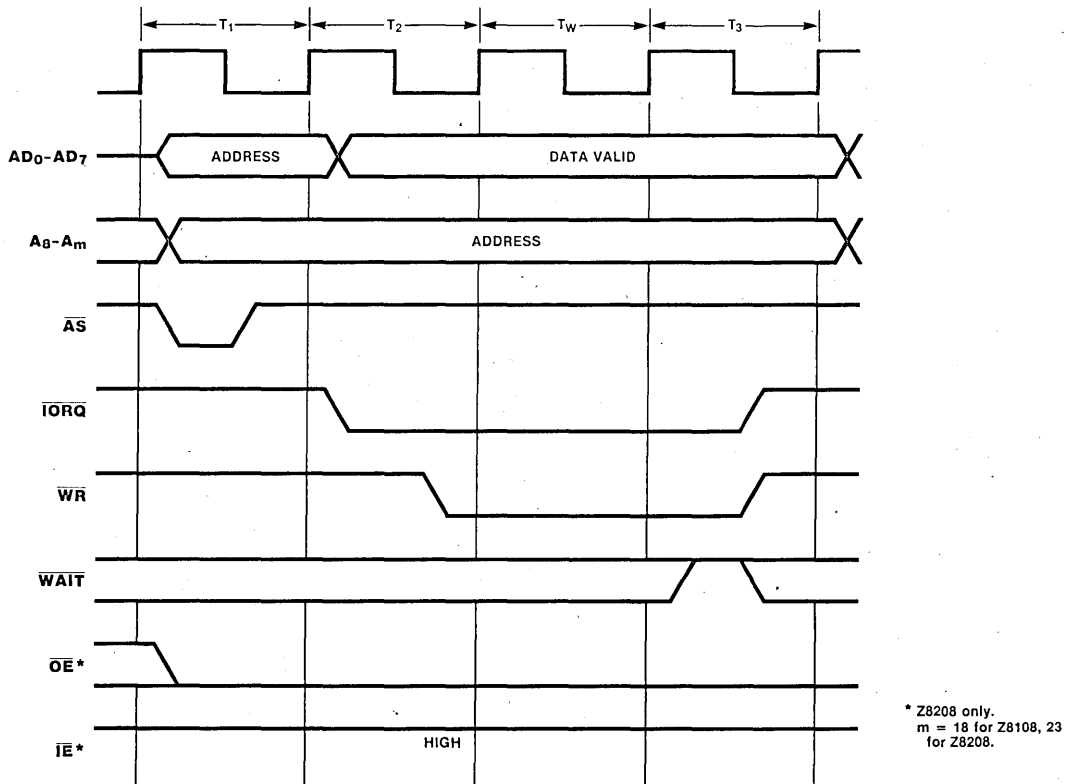 T1 T2 TW T3
AD0-AD7 ADDRESS DATA VALID
A8-Am ADDRESS
AS
IORQ
WR
WAIT
OE*
IE* HIGH
* Z8208 only.
m = 18 for Z8108, 23
for Z8208.